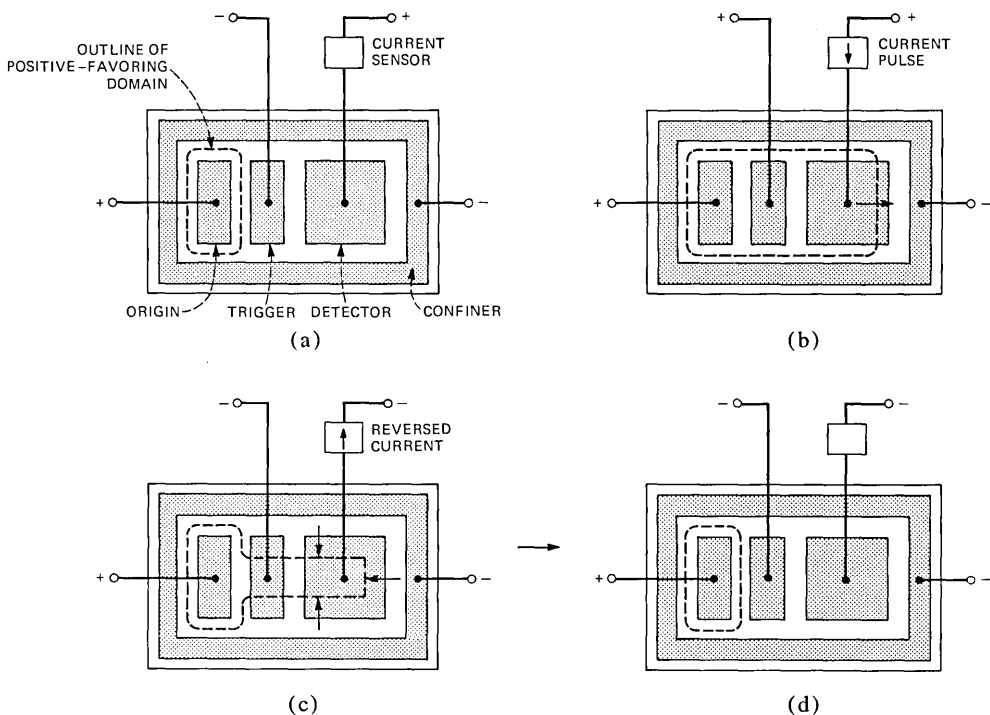 − +
OUTLINE OF
POSITIVE-FAVORING
DOMAIN
CURRENT
SENSOR
+ −
ORIGIN TRIGGER DETECTOR CONFINER
(a)
+ +
CURRENT
PULSE
+ −
(b)
− −
REVERSED
CURRENT
+ −
(c)
− −
+ −
(d)